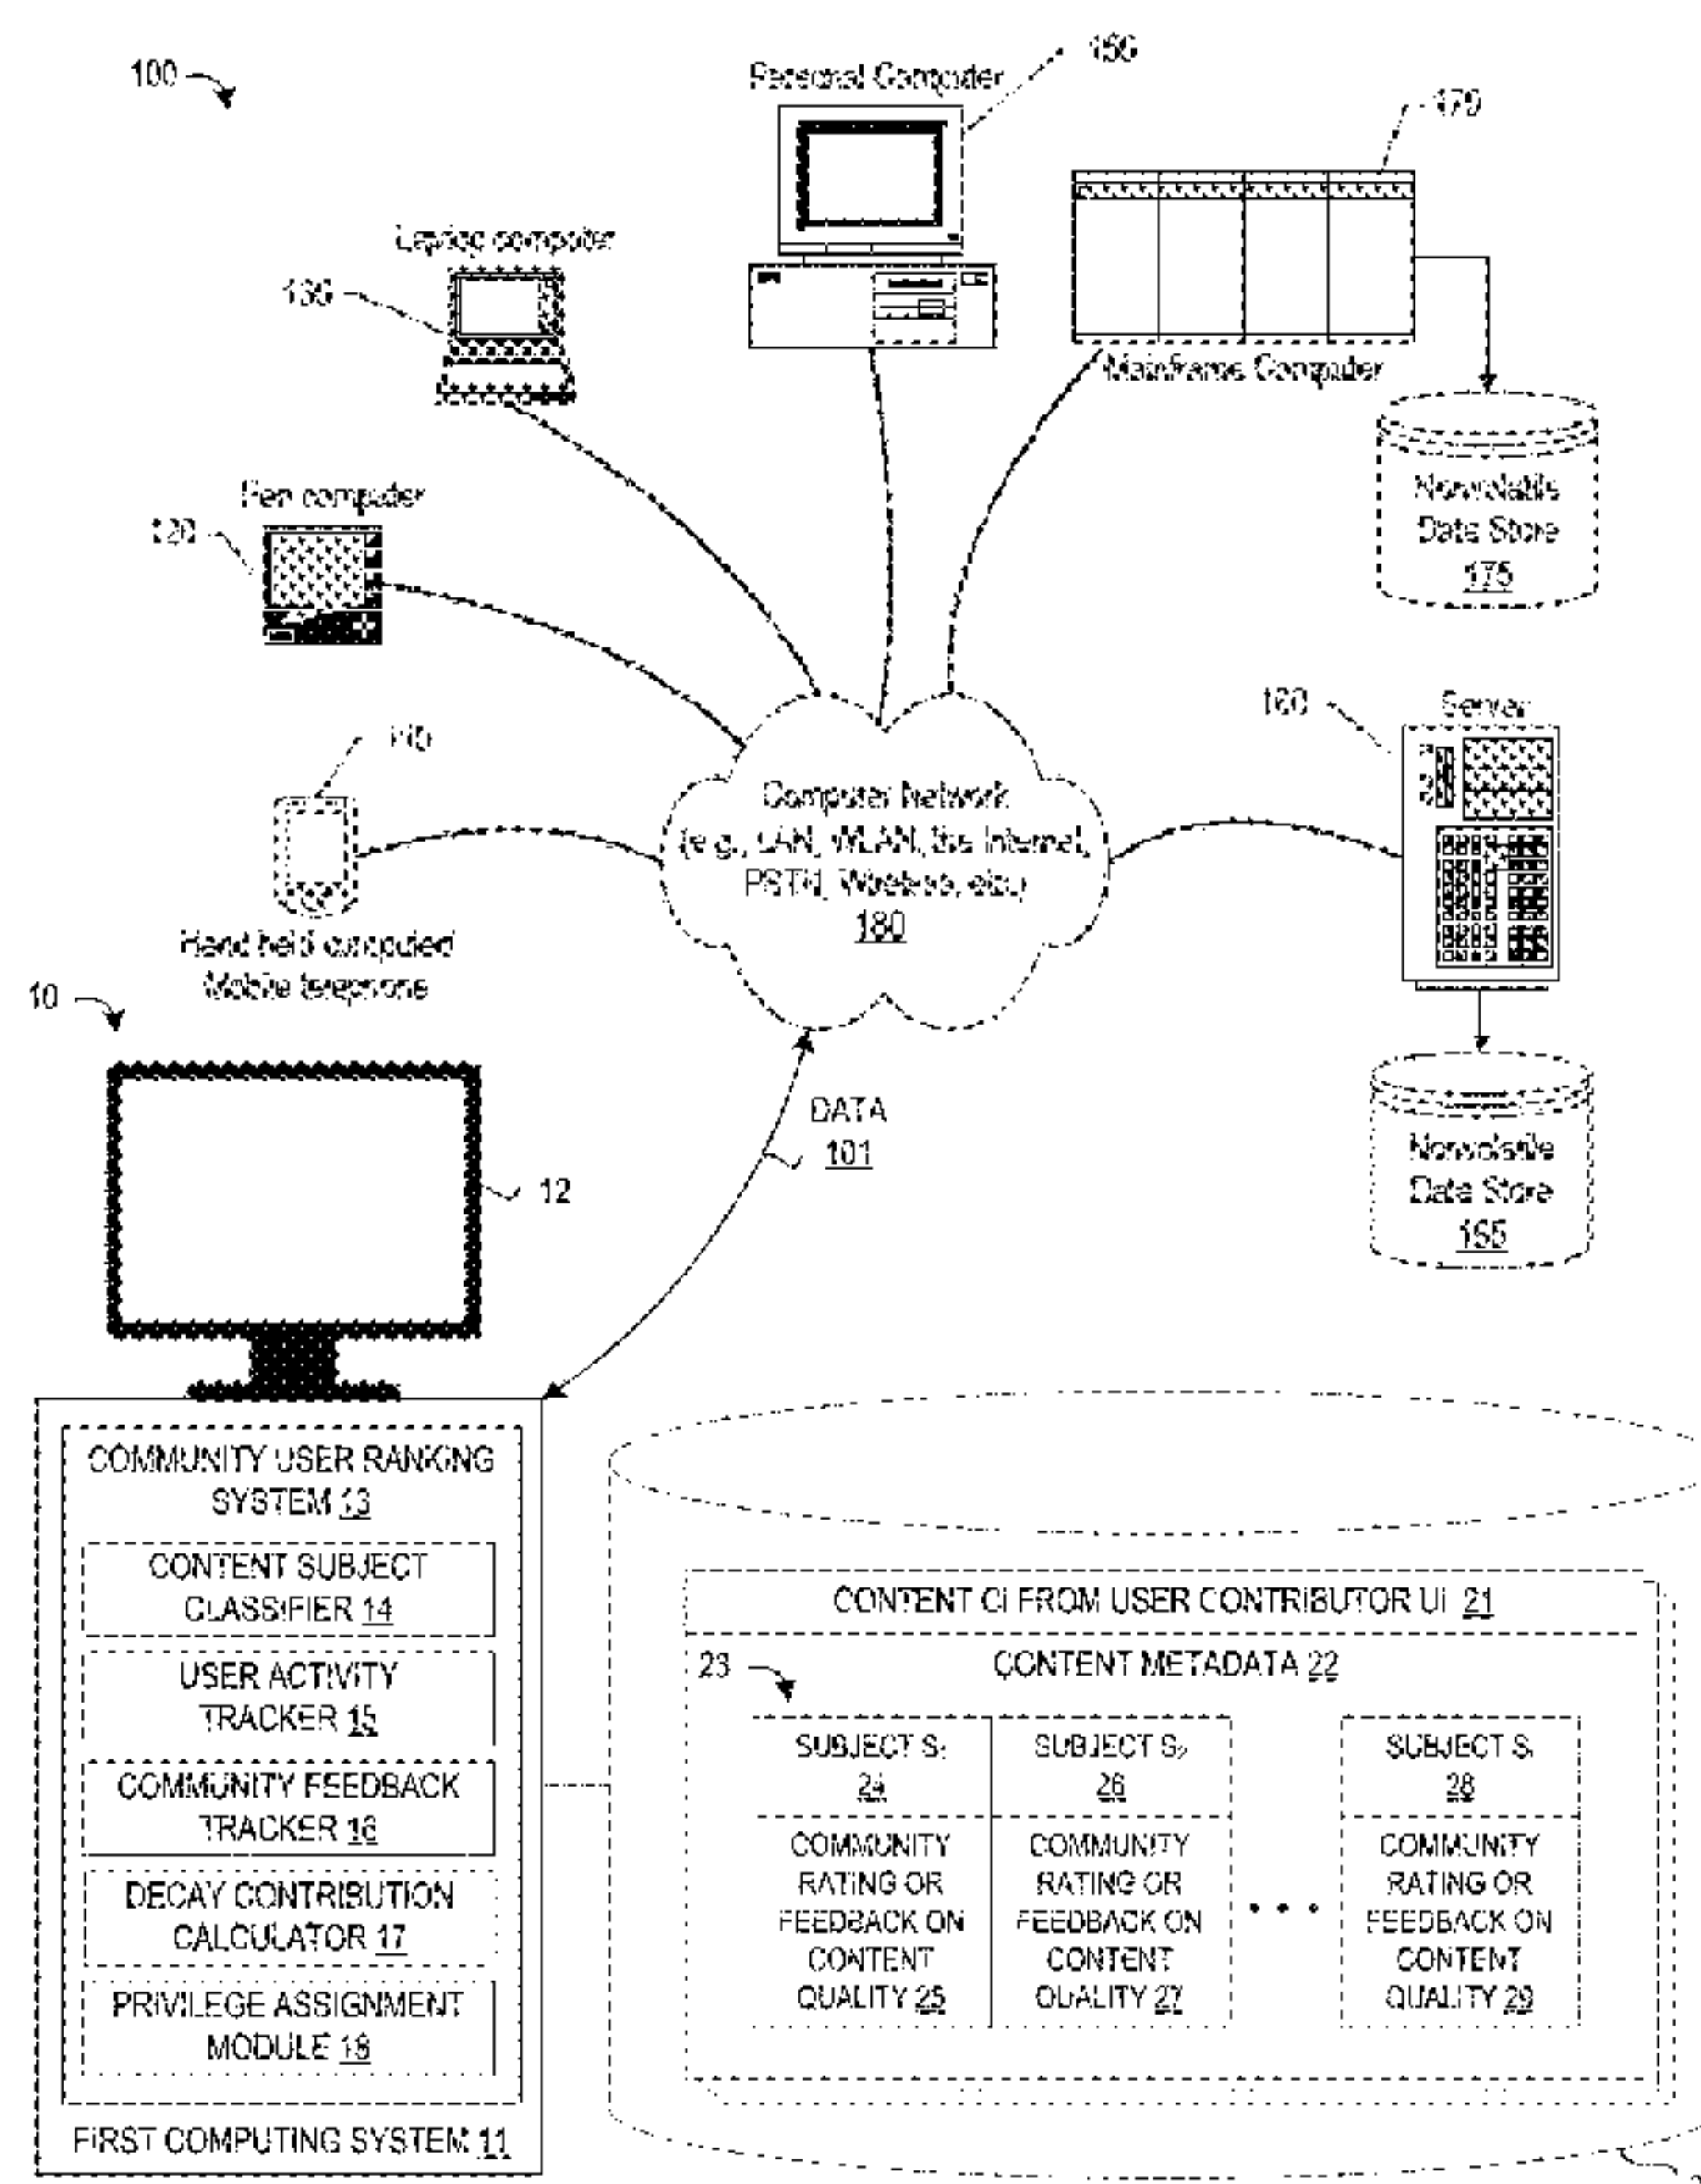 100
Personal Computer
150
170
Laptop computer
130
Mainframe Computer
Nonvolatile
Data Store
175
Pen computer
120
160
Server
110
Computer Network
(e.g., LAN, WLAN, the Internet,
PSTN, Wireless, etc.)
180
Hand held computer/
Mobile telephone
10
DATA
101
Nonvolatile
Data Store
165
12
COMMUNITY USER RANKING
SYSTEM 13
CONTENT SUBJECT
CLASSIFIER 14
USER ACTIVITY
TRACKER 15
COMMUNITY FEEDBACK
TRACKER 16
DECAY CONTRIBUTION
CALCULATOR 17
PRIVILEGE ASSIGNMENT
MODULE 18
FIRST COMPUTING SYSTEM 11
CONTENT Ci FROM USER CONTRIBUTOR Ui 21
CONTENT METADATA 22
23
SUBJECT S1
24
COMMUNITY
RATING OR
FEEDBACK ON
CONTENT
QUALITY 25
SUBJECT S2
26
COMMUNITY
RATING OR
FEEDBACK ON
CONTENT
QUALITY 27
• • •
SUBJECT Si
28
COMMUNITY
RATING OR
FEEDBACK ON
CONTENT
QUALITY 29